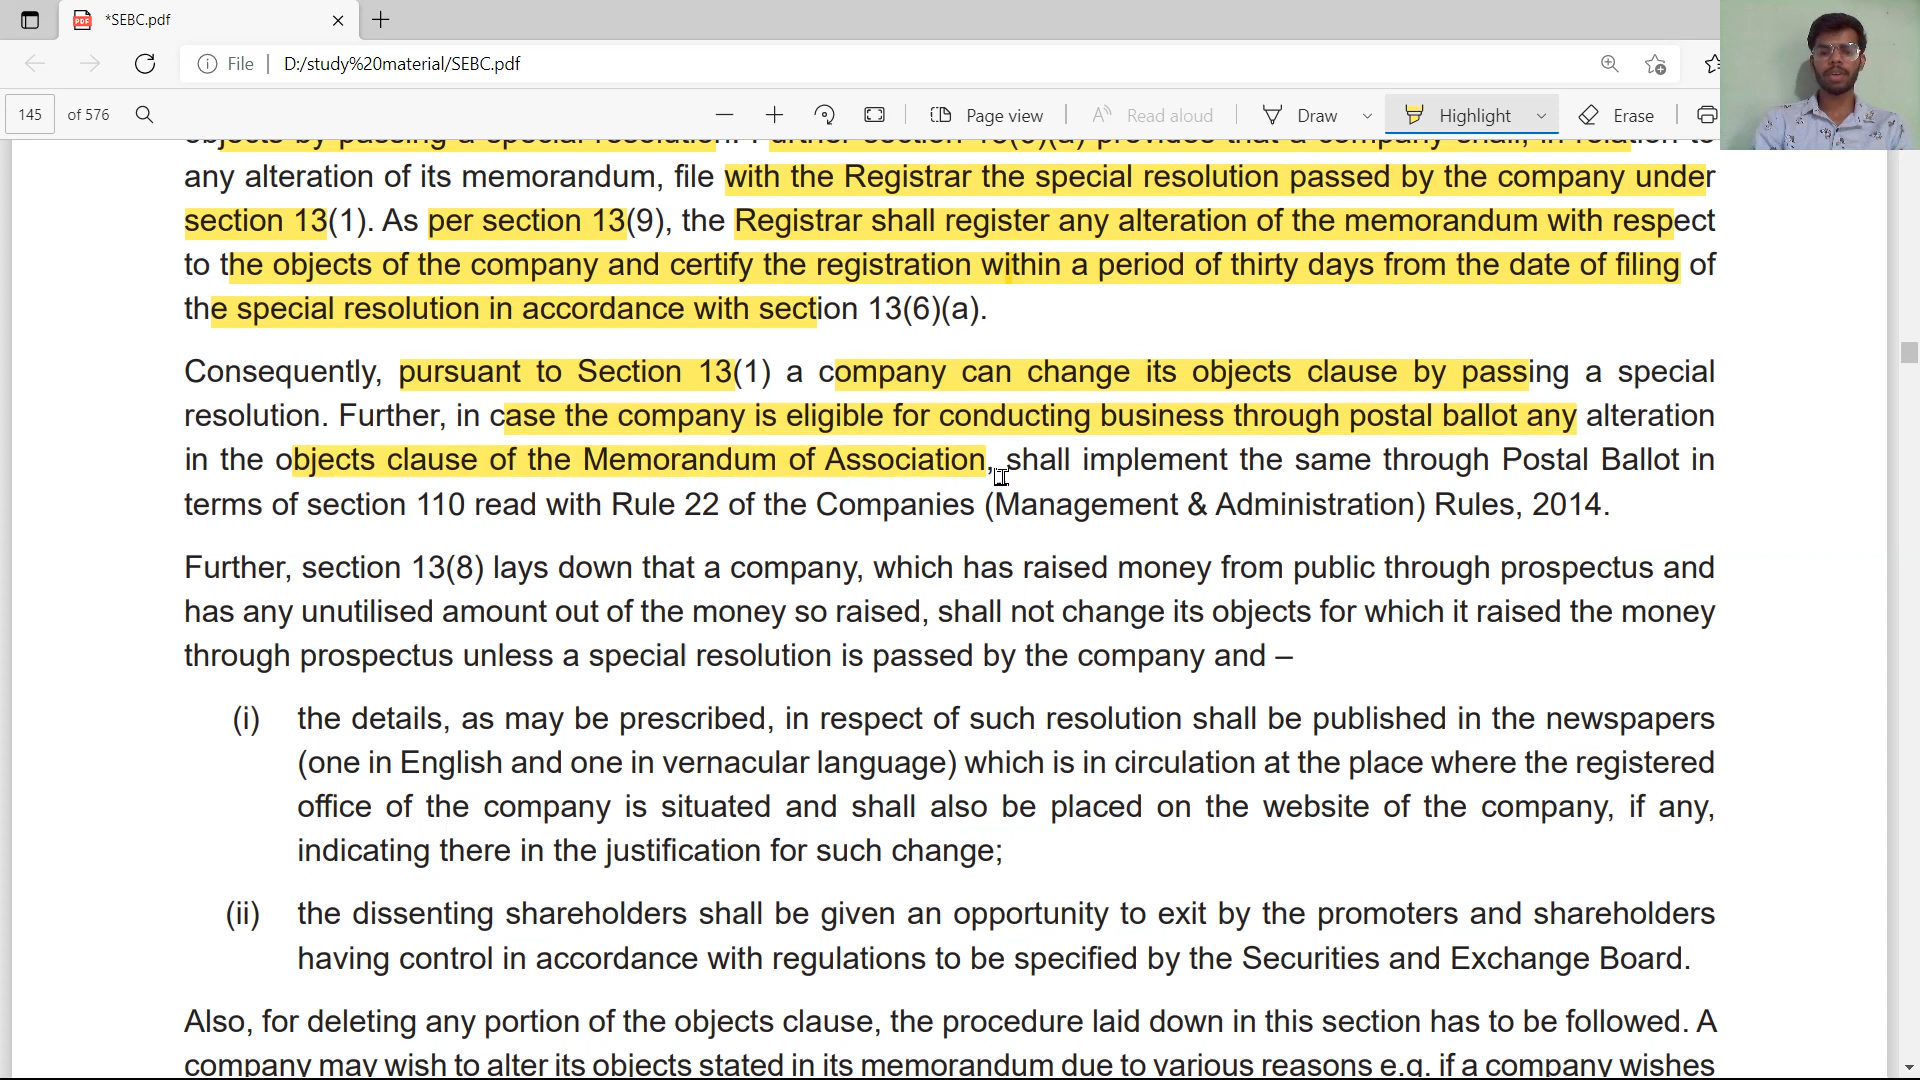 *SEBC.pdf
File D:/study%20material/SEBC.pdf
145 of 576 Page view Read aloud Draw Highlight Erase
objects by passing a special resolution. Further section 13(6)(a) provides that a company shall, in relation to
any alteration of its memorandum, file with the Registrar the special resolution passed by the company under
section 13(1). As per section 13(9), the Registrar shall register any alteration of the memorandum with respect
to the objects of the company and certify the registration within a period of thirty days from the date of filing of
the special resolution in accordance with section 13(6)(a).
Consequently, pursuant to Section 13(1) a company can change its objects clause by passing a special
resolution. Further, in case the company is eligible for conducting business through postal ballot any alteration
in the objects clause of the Memorandum of Association, shall implement the same through Postal Ballot in
terms of section 110 read with Rule 22 of the Companies (Management & Administration) Rules, 2014.
Further, section 13(8) lays down that a company, which has raised money from public through prospectus and
has any unutilised amount out of the money so raised, shall not change its objects for which it raised the money
through prospectus unless a special resolution is passed by the company and –
(i) the details, as may be prescribed, in respect of such resolution shall be published in the newspapers
(one in English and one in vernacular language) which is in circulation at the place where the registered
office of the company is situated and shall also be placed on the website of the company, if any,
indicating there in the justification for such change;
(ii) the dissenting shareholders shall be given an opportunity to exit by the promoters and shareholders
having control in accordance with regulations to be specified by the Securities and Exchange Board.
Also, for deleting any portion of the objects clause, the procedure laid down in this section has to be followed. A
company may wish to alter its objects stated in its memorandum due to various reasons e.g. if a company wishes